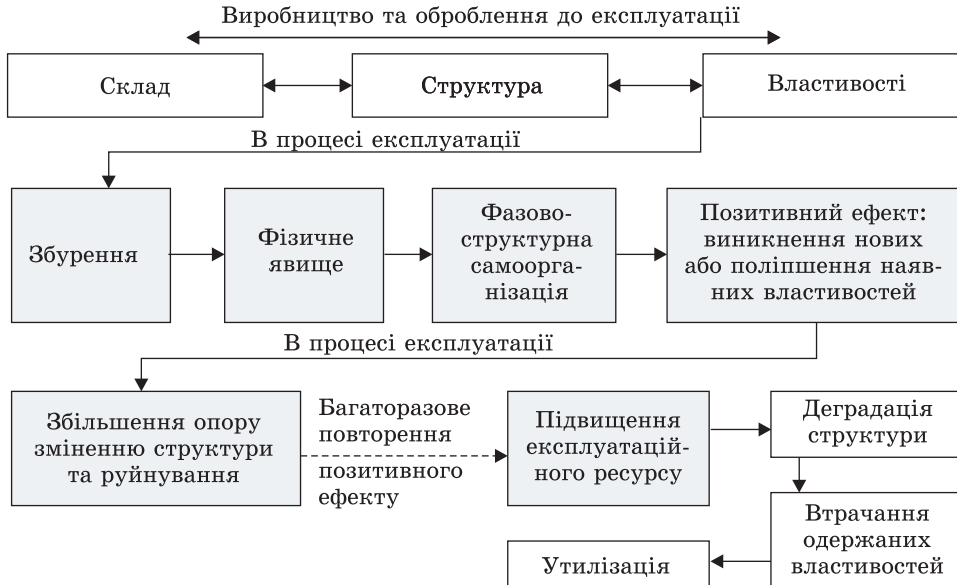 Виробництво та оброблення до експлуатації
Склад
Структура
Властивості
В процесі експлуатації
Збурення
Фізичне
явище
Фазово-
структурна
самоорга-
нізація
Позитивний ефект:
виникнення нових
або поліпшення наяв-
них властивостей
В процесі експлуатації
Збільшення опору
зміненню структури
та руйнування
Багаторазове
повторення
позитивного
ефекту
Підвищення
експлуатацій-
ного ресурсу
Деградація
структури
Втрачання
одержаних
властивостей
Утилізація